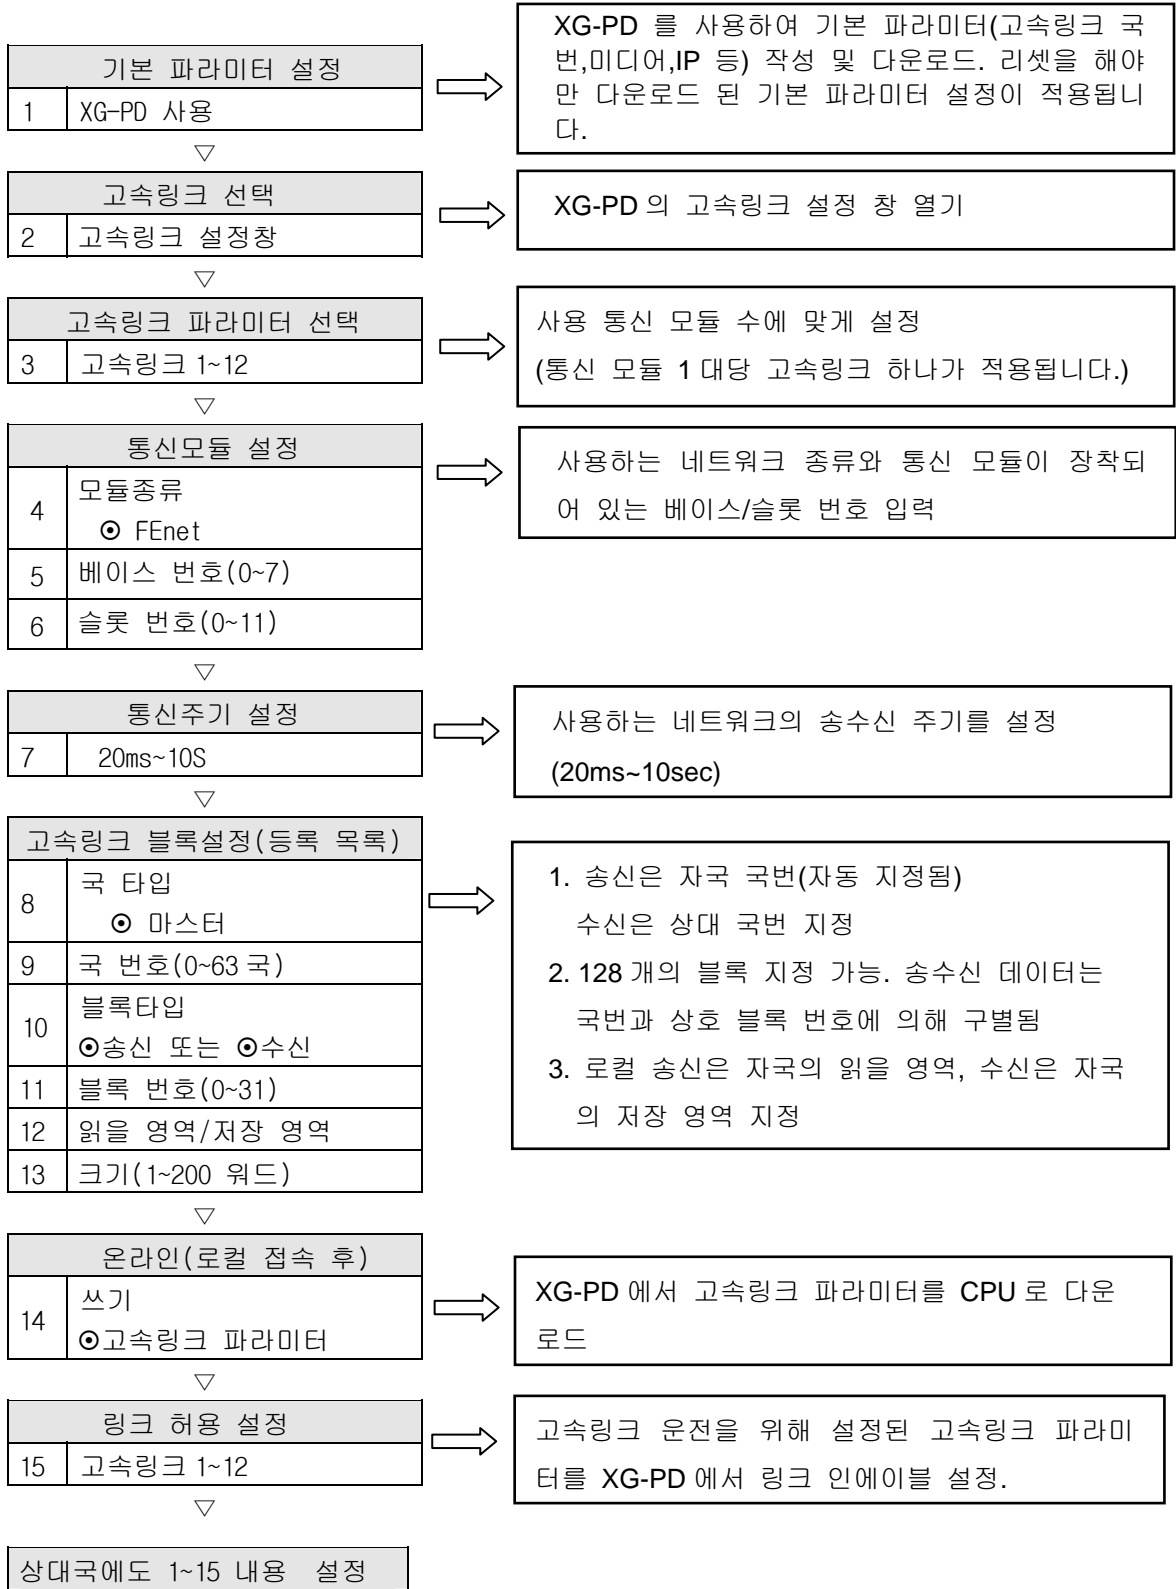 기본 파라미터 설정
1 XG-PD 사용
XG-PD 를 사용하여 기본 파라미터(고속링크 국
번,미디어,IP 등) 작성 및 다운로드. 리셋을 해야
만 다운로드 된 기본 파라미터 설정이 적용됩니
다.
▽
고속링크 선택
2 고속링크 설정창
XG-PD 의 고속링크 설정 창 열기
▽
고속링크 파라미터 선택
3 고속링크 1~12
사용 통신 모듈 수에 맞게 설정
(통신 모듈 1 대당 고속링크 하나가 적용됩니다.)
▽
통신모듈 설정
4 모듈종류
⊙ FEnet
5 베이스 번호(0~7)
6 슬롯 번호(0~11)
사용하는 네트워크 종류와 통신 모듈이 장착되
어 있는 베이스/슬롯 번호 입력
▽
통신주기 설정
7 20ms~10S
사용하는 네트워크의 송수신 주기를 설정
(20ms~10sec)
▽
고속링크 블록설정(등록 목록)
8 국 타입
⊙ 마스터
9 국 번호(0~63 국)
10 블록타입
⊙송신 또는 ⊙수신
11 블록 번호(0~31)
12 읽을 영역/저장 영역
13 크기(1~200 워드)
1. 송신은 자국 국번(자동 지정됨)
수신은 상대 국번 지정
2. 128 개의 블록 지정 가능. 송수신 데이터는
국번과 상호 블록 번호에 의해 구별됨
3. 로컬 송신은 자국의 읽을 영역, 수신은 자국
의 저장 영역 지정
▽
온라인(로컬 접속 후)
14 쓰기
⊙고속링크 파라미터
XG-PD 에서 고속링크 파라미터를 CPU 로 다운
로드
▽
링크 허용 설정
15 고속링크 1~12
고속링크 운전을 위해 설정된 고속링크 파라미
터를 XG-PD 에서 링크 인에이블 설정.
▽
상대국에도 1~15 내용 설정